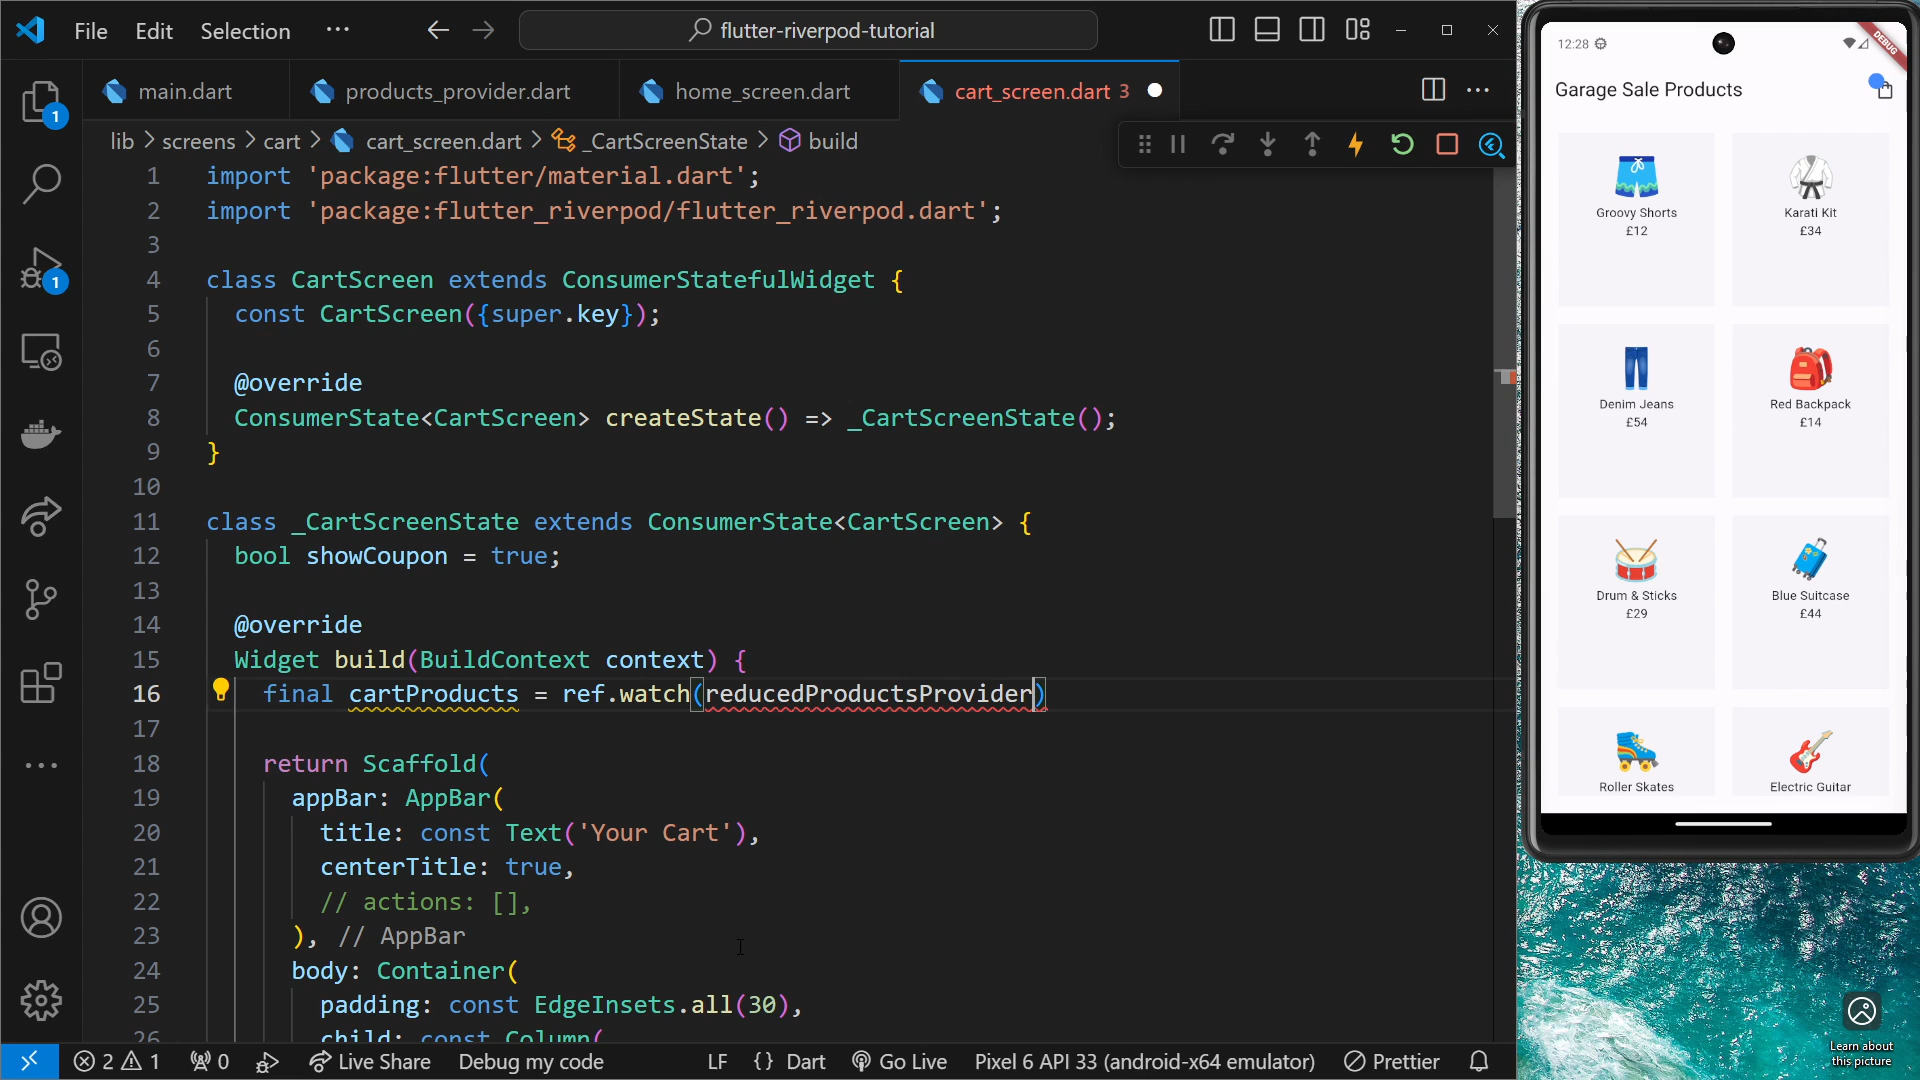 File Edit Selection ···
flutter-riverpod-tutorial
main.dart
products_provider.dart
home_screen.dart
cart_screen.dart 3
lib > screens > cart > cart_screen.dart > _CartScreenState > build
1 import 'package:flutter/material.dart';
2 import 'package:flutter_riverpod/flutter_riverpod.dart';
3
4 class CartScreen extends ConsumerStatefulWidget {
5 const CartScreen({super.key});
6
7 @override
8 ConsumerState<CartScreen> createState() => _CartScreenState();
9 }
10
11 class _CartScreenState extends ConsumerState<CartScreen> {
12 bool showCoupon = true;
13
14 @override
15 Widget build(BuildContext context) {
16 final cartProducts = ref.watch(reducedProductsProvider)
17
18 return Scaffold(
19 appBar: AppBar(
20 title: const Text('Your Cart'),
21 centerTitle: true,
22 // actions: [],
23 ), // AppBar
24 body: Container(
25 padding: const EdgeInsets.all(30),
26 child: const Column(
1
1
2 1 0 Live Share Debug my code LF {} Dart Go Live Pixel 6 API 33 (android-x64 emulator) Prettier
12:28
DEBUG
Garage Sale Products
Groovy Shorts
£12
Karati Kit
£34
Denim Jeans
£54
Red Backpack
£14
Drum & Sticks
£29
Blue Suitcase
£44
Roller Skates
Electric Guitar
Learn about
this picture